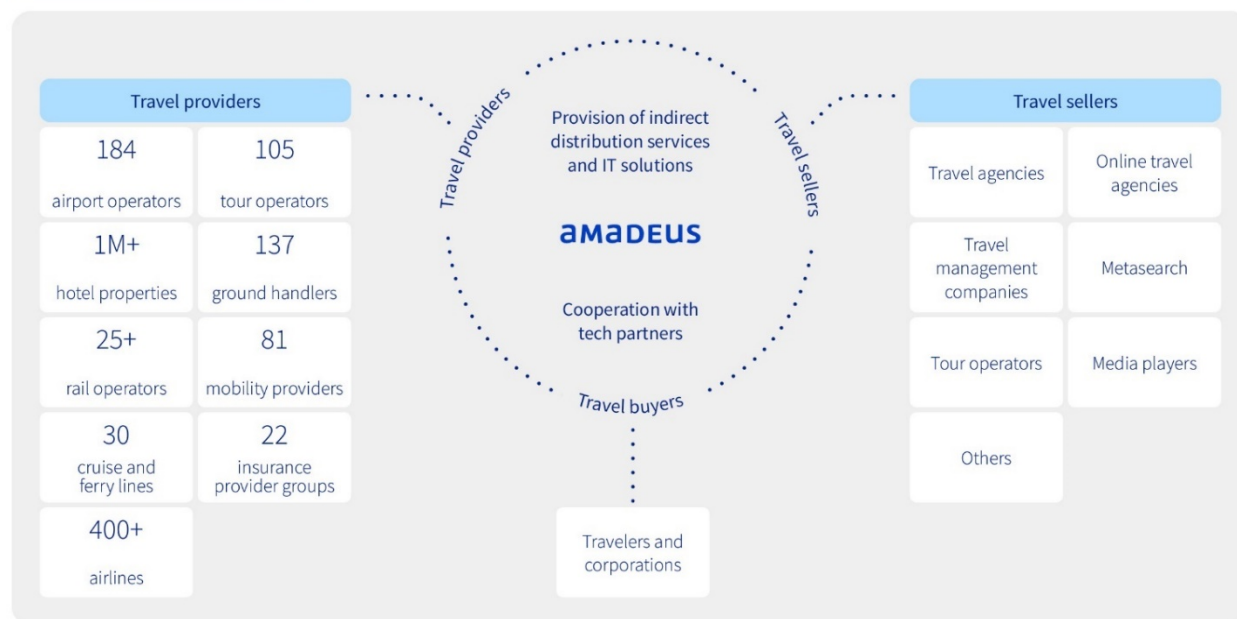 Travel providers
184
airport operators
105
tour operators
1M+
hotel properties
137
ground handlers
25+
rail operators
81
mobility providers
30
cruise and
ferry lines
22
insurance
provider groups
400+
airlines
Travel providers
Provision of indirect
distribution services
and IT solutions
Travel sellers
aMaDEUS
Cooperation with
tech partners
Travel buyers
Travelers and
corporations
Travel sellers
Travel agencies
Online travel
agencies
Travel
management
companies
Metasearch
Tour operators
Media players
Others